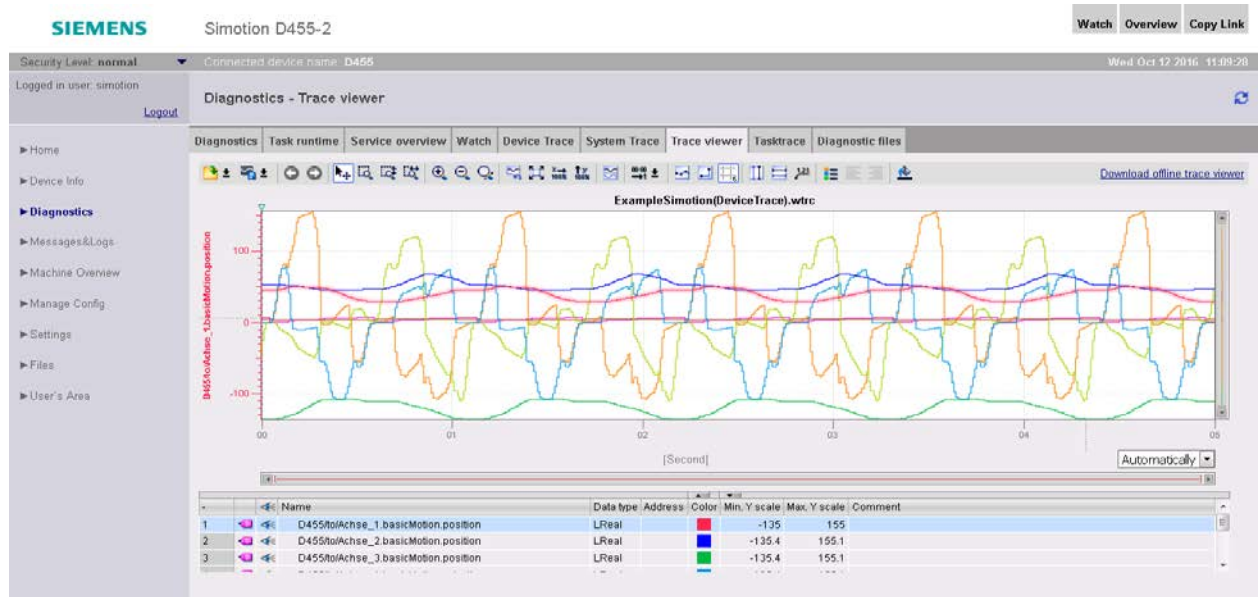 SIEMENS Simotion D455-2 Watch Overview Copy Link
Security Level: normal Connected device name: D455 Wed Oct 12 2016 11:09:28
Logged in user: simotion
Logout
Diagnostics - Trace viewer
Home
Device Info
Diagnostics
Messages&Logs
Machine Overview
Manage Config
Settings
Files
User's Area
Diagnostics Task runtime Service overview Watch Device Trace System Trace Trace viewer Tasktrace Diagnostic files
Download offline trace viewer
ExampleSimotion(DeviceTrace).wtrc
D455/to/Achse_1.basicMotion.position
100
0
-100
00 01 02 03 04 05
[Second]
Automatically
- Name Data type Address Color Min. Y scale Max. Y scale Comment
1 D455/to/Achse_1.basicMotion.position LReal -135 155
2 D455/to/Achse_2.basicMotion.position LReal -135.4 155.1
3 D455/to/Achse_3.basicMotion.position LReal -135.4 155.1